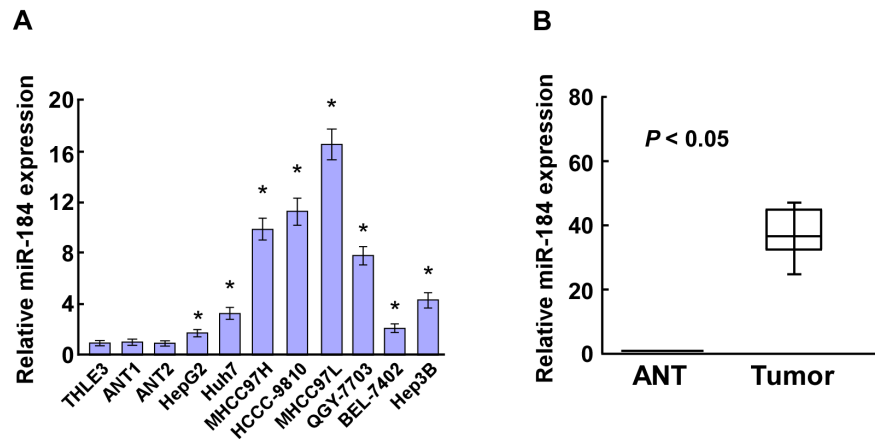 A
Relative miR-184 expression
20
16
12
8
4
0
*
*
*
*
*
*
*
*
THLE3
ANT1
ANT2
HepG2
Huh7
MHCC97H
HCCC-9810
MHCC97L
QGY-7703
BEL-7402
Hep3B
B
Relative miR-184 expression
80
60
40
20
0
P < 0.05
ANT
Tumor